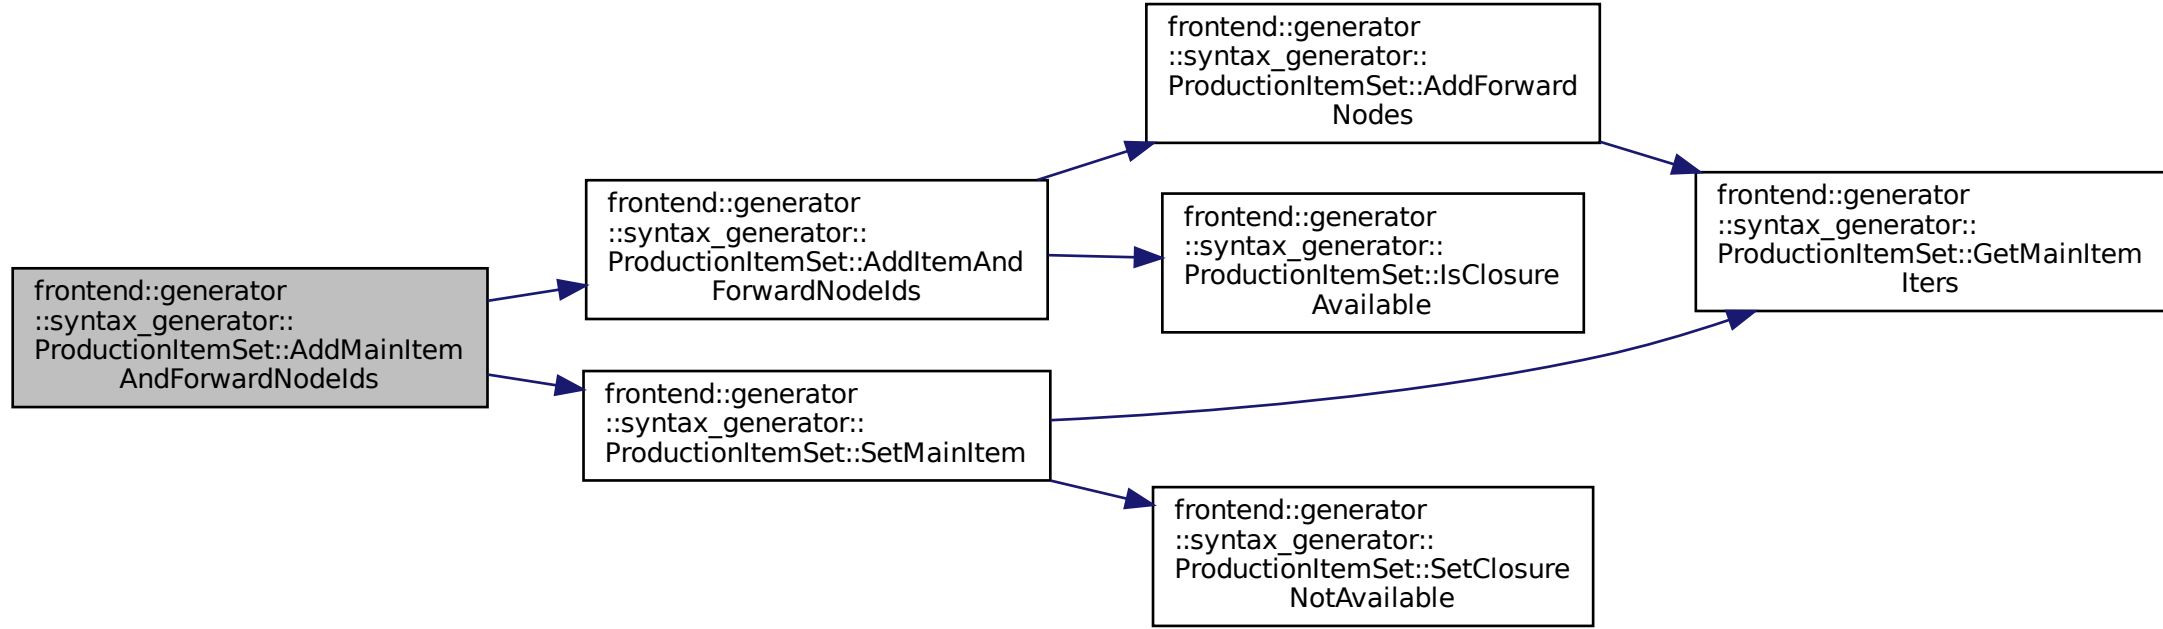 frontend::generator
::syntax_generator::
ProductionItemSet::AddMainItem
AndForwardNodeIds
frontend::generator
::syntax_generator::
ProductionItemSet::AddItemAnd
ForwardNodeIds
frontend::generator
::syntax_generator::
ProductionItemSet::SetMainItem
frontend::generator
::syntax_generator::
ProductionItemSet::AddForward
Nodes
frontend::generator
::syntax_generator::
ProductionItemSet::IsClosure
Available
frontend::generator
::syntax_generator::
ProductionItemSet::SetClosure
NotAvailable
frontend::generator
::syntax_generator::
ProductionItemSet::GetMainItem
Iters